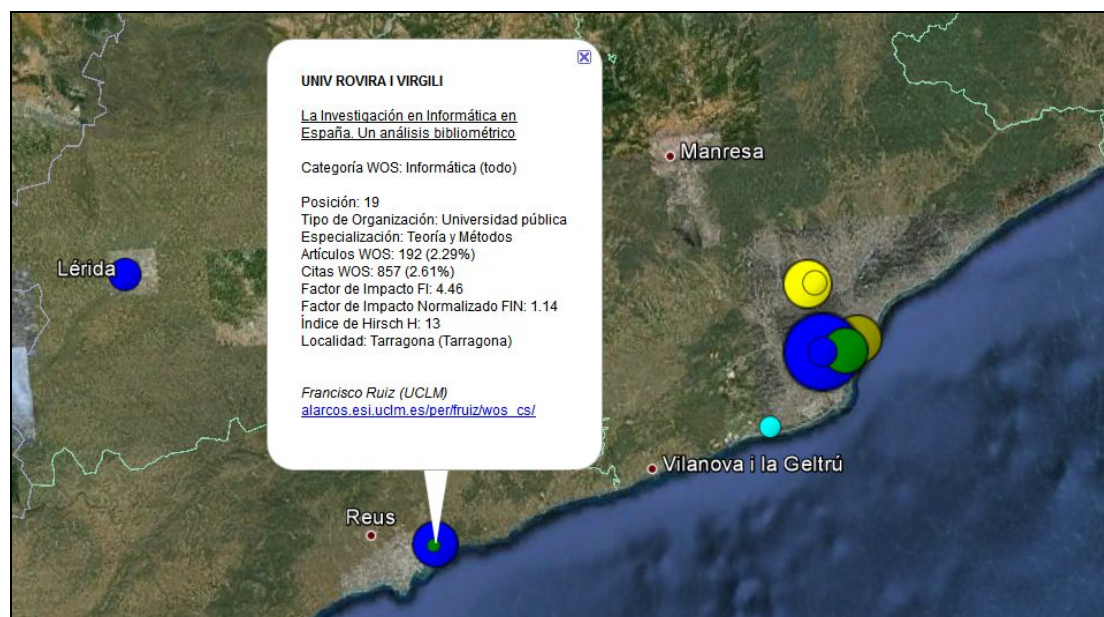 UNIV ROVIRA I VIRGILI
La Investigación en Informática en
España. Un análisis bibliométrico
Categoría WOS: Informática (todo)
Posición: 19
Tipo de Organización: Universidad pública
Especialización: Teoría y Métodos
Artículos WOS: 192 (2.29%)
Citas WOS: 857 (2.61%)
Factor de Impacto FI: 4.46
Factor de Impacto Normalizado FIN: 1.14
Índice de Hirsch H: 13
Localidad: Tarragona (Tarragona)
Francisco Ruiz (UCLM)
alarcos.esi.uclm.es/per/fruiz/wos_cs/
Manresa
Lérida
Vilanova i la Geltrú
Reus